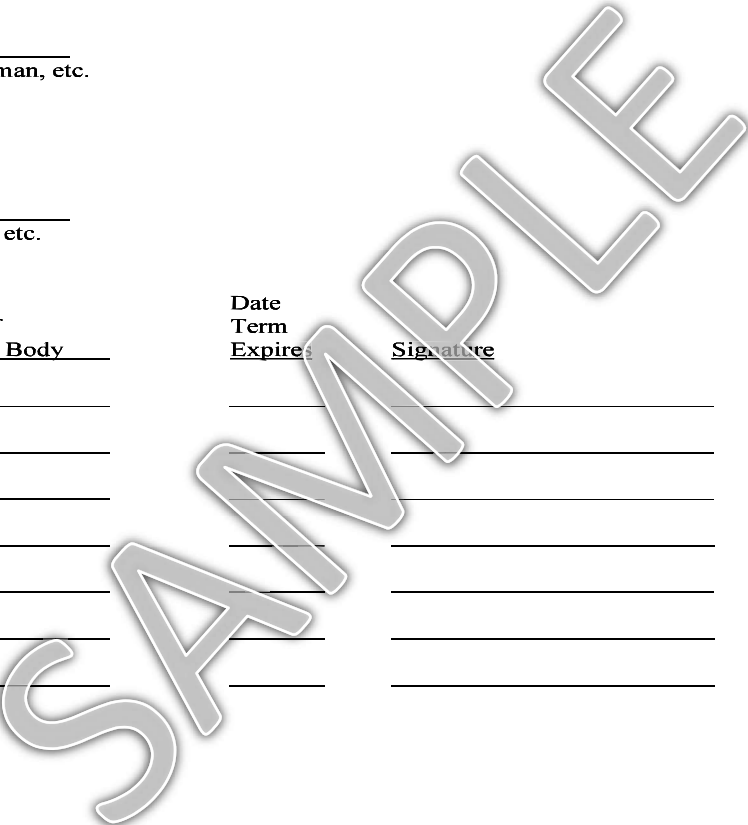 man, etc.
etc.
Date
Term
Body Expires Signature
SAMPLE